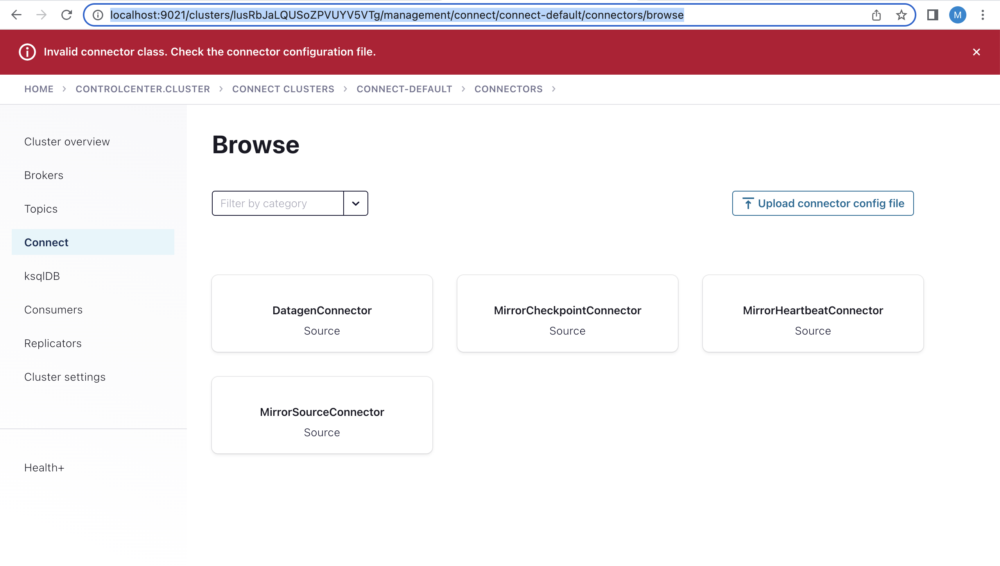 localhost:9021/clusters/lusRbJaLQUSoZPVUYV5VTg/management/connect/connect-default/connectors/browse
M
Invalid connector class. Check the connector configuration file.
HOME > CONTROLCENTER.CLUSTER > CONNECT CLUSTERS > CONNECT-DEFAULT > CONNECTORS >
Cluster overview
Brokers
Topics
Connect
ksqlDB
Consumers
Replicators
Cluster settings
Health+
Browse
Filter by category
Upload connector config file
DatagenConnector
Source
MirrorCheckpointConnector
Source
MirrorHeartbeatConnector
Source
MirrorSourceConnector
Source